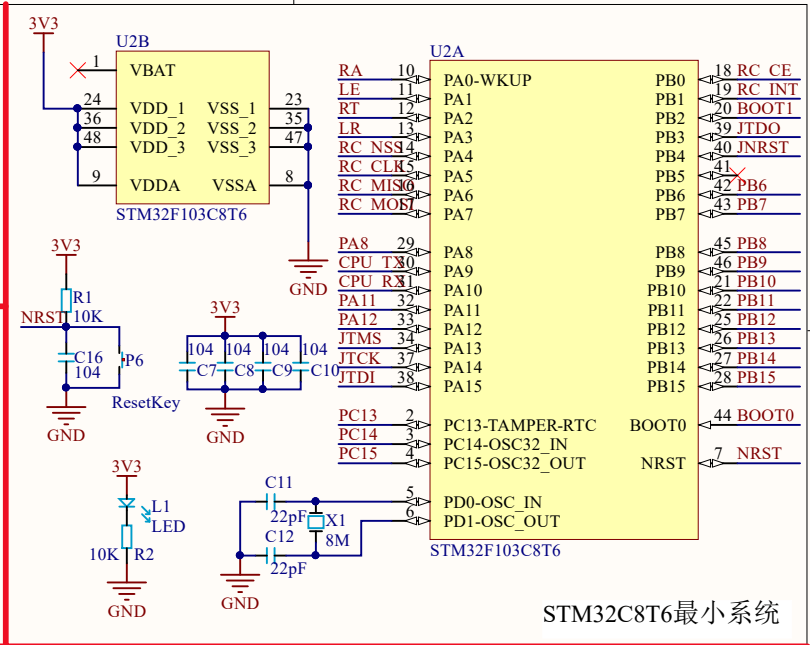 3V3
U2B
1 VBAT
24 VDD_1 VSS_1 23
36 VDD_2 VSS_2 35
48 VDD_3 VSS_3 47
9 VDDA VSSA 8
STM32F103C8T6
GND
3V3
R1
10K
NRST
C16
104
P6
ResetKey
GND
3V3
104 104 104 104
C7 C8 C9 C10
GND
3V3
L1
LED
10K R2
GND
C11
22pF
X1
8M
C12
22pF
GND
U2A
RA 10 PA0-WKUP PB0 18 RC_CE
LE 11 PA1 PB1 19 RC_INT
RT 12 PA2 PB2 20 BOOT1
LR 13 PA3 PB3 39 JTDO
RC_NSS 14 PA4 PB4 40 JNRST
RC_CLK 15 PA5 PB5 41
RC_MISO 16 PA6 PB6 42 PB6
RC_MOSI 17 PA7 PB7 43 PB7
PA8 29 PA8 PB8 45 PB8
CPU_TX 30 PA9 PB9 46 PB9
CPU_RX 31 PA10 PB10 21 PB10
PA11 32 PA11 PB11 22 PB11
PA12 33 PA12 PB12 25 PB12
JTMS 34 PA13 PB13 26 PB13
JTCK 37 PA14 PB14 27 PB14
JTDI 38 PA15 PB15 28 PB15
PC13 2 PC13-TAMPER-RTC BOOT0 44 BOOT0
PC14 3 PC14-OSC32_IN
PC15 4 PC15-OSC32_OUT NRST 7 NRST
5 PD0-OSC_IN
6 PD1-OSC_OUT
STM32F103C8T6
STM32C8T6最小系统